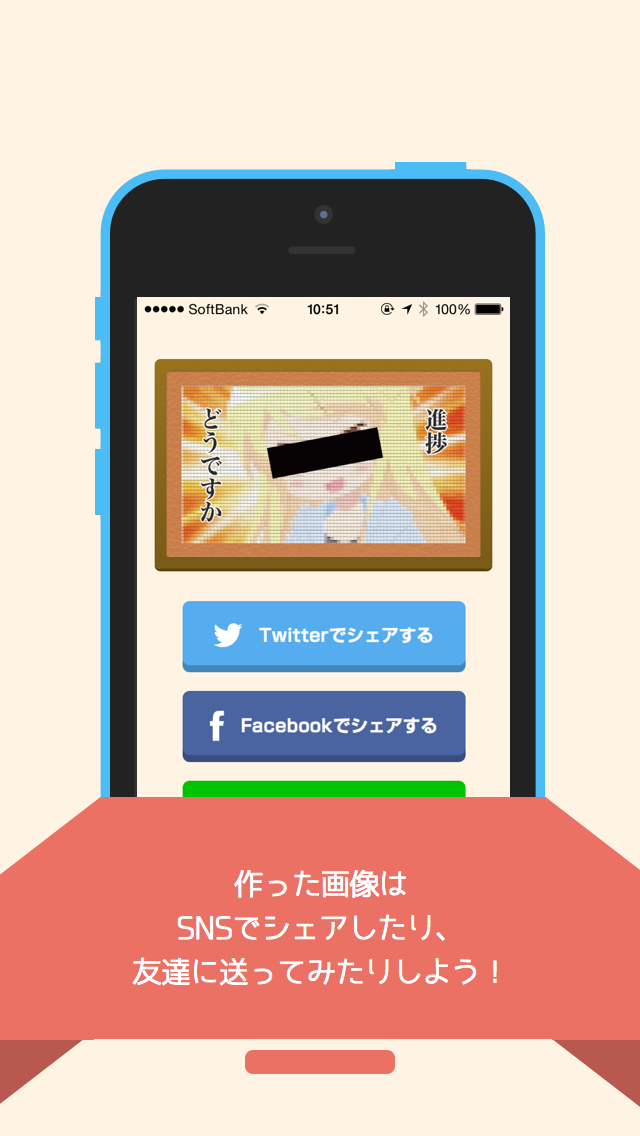 SoftBank 10:51 100%
進捗
どうですか
Twitterでシェアする
Facebookでシェアする
作った画像は
SNSでシェアしたり、
友達に送ってみたりしよう！